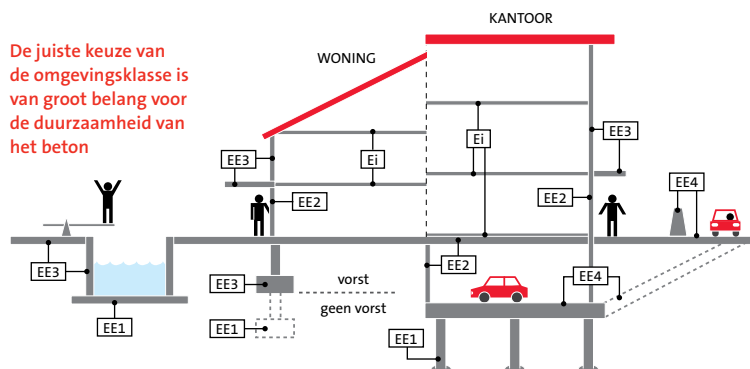 KANTOOR
De juiste keuze van
de omgevingsklasse is
van groot belang voor
de duurzaamheid van
het beton
WONING
EE3
Ei
Ei
EE3
EE2
EE2
EE4
EE3
EE2
EE3
vorst
EE4
geen vorst
EE1
EE1
EE1